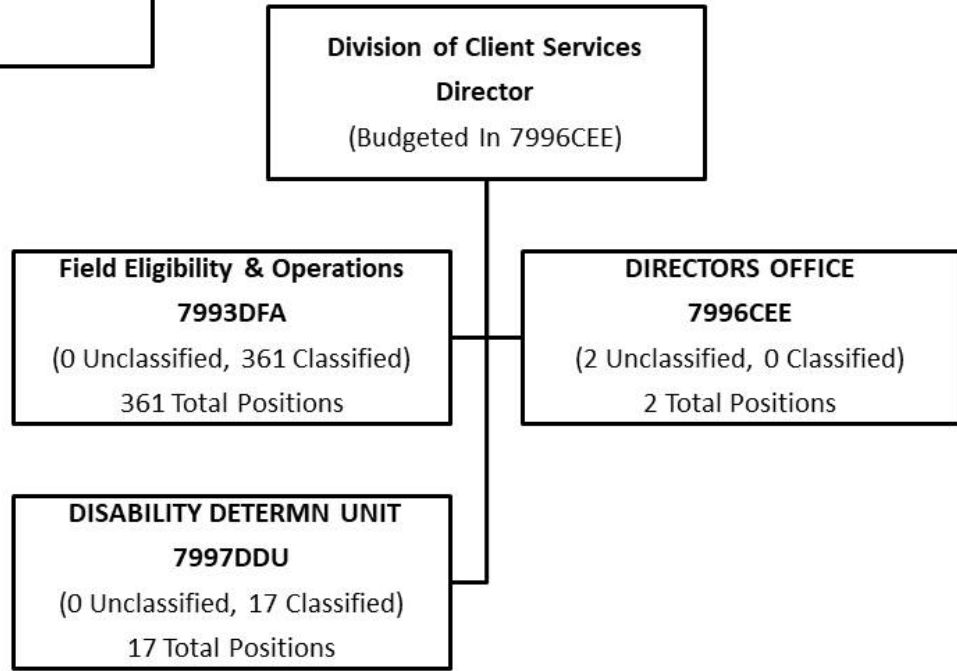 Division of Client Services
Director
(Budgeted In 7996CEE)
Field Eligibility & Operations
7993DFA
(0 Unclassified, 361 Classified)
361 Total Positions
DIRECTORS OFFICE
7996CEE
(2 Unclassified, 0 Classified)
2 Total Positions
DISABILITY DETERMN UNIT
7997DDU
(0 Unclassified, 17 Classified)
17 Total Positions